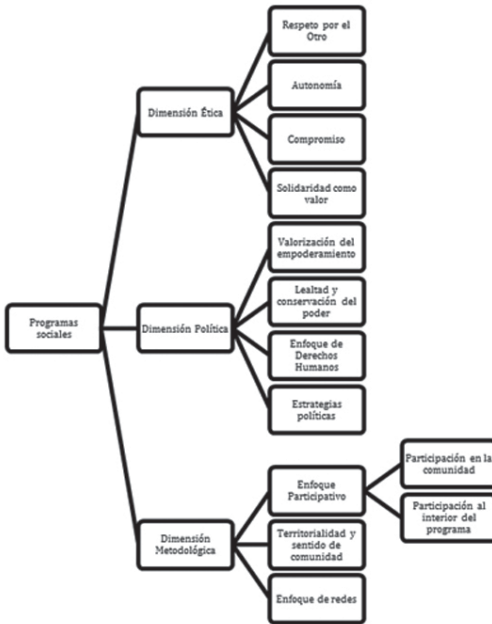 Respeto por el
Otro
Autonomía
Dimensión Ética
Compromiso
Solidaridad como
valor
Valorización del
empoderamiento
Lealtad y
conservación del
poder
Programas
sociales
Dimensión Política
Enfoque de
Derechos
Humanos
Estrategias
políticas
Participación en la
comunidad
Enfoque
Participativo
Participación al
interior del
programa
Dimensión
Metodológica
Territorialidad y
sentido de
comunidad
Enfoque de redes